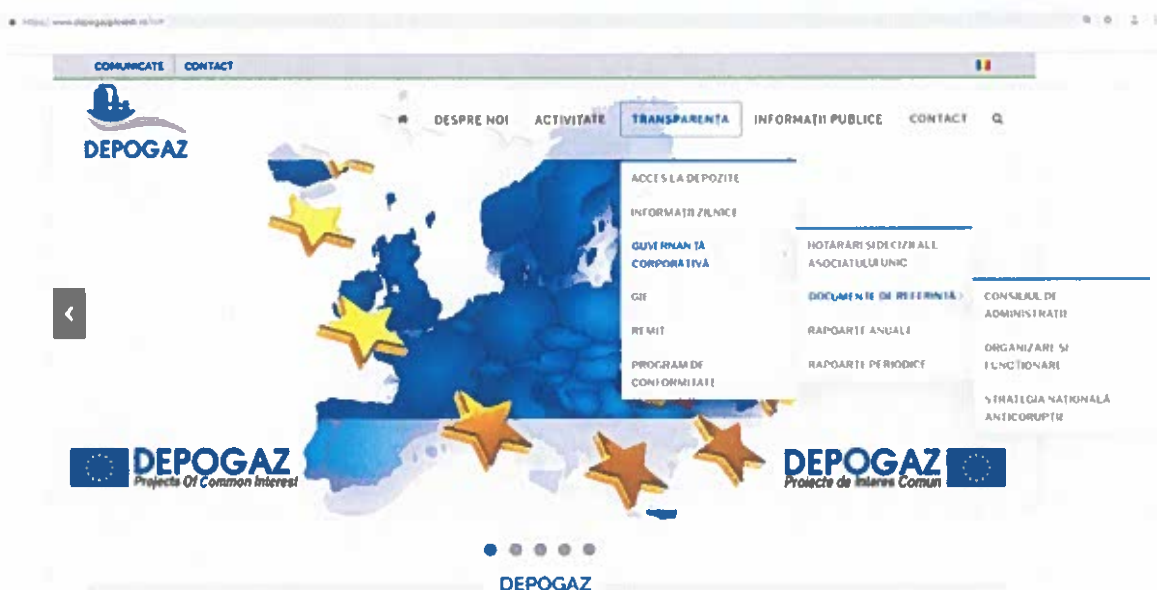 COMUNICATE CONTACT
DEPOGAZ
DESPRE NOI ACTIVITATE TRANSPARENȚA INFORMAȚII PUBLICE CONTACT
ACCES LA DEPOZITE
INFORMAȚII ZILNICE
GUVERNANȚĂ
CORPORATIVĂ
GIE
REMIT
PROGRAM DE
CONFORMITATE
HOTĂRÂRI ȘI DECIZII ALE
ASOCIATULUI UNIC
DOCUMENTE DE REFERINȚĂ ›
RAPOARTE ANUALE
RAPOARTE PERIODICE
CONSILIUL DE
ADMINISTRAȚIE
ORGANIZARE ȘI
FUNCȚIONARE
STRATEGIA NAȚIONALĂ
ANTICORUPȚIE
DEPOGAZ
Projects Of Common Interest
DEPOGAZ
Proiecte de Interes Comun
DEPOGAZ